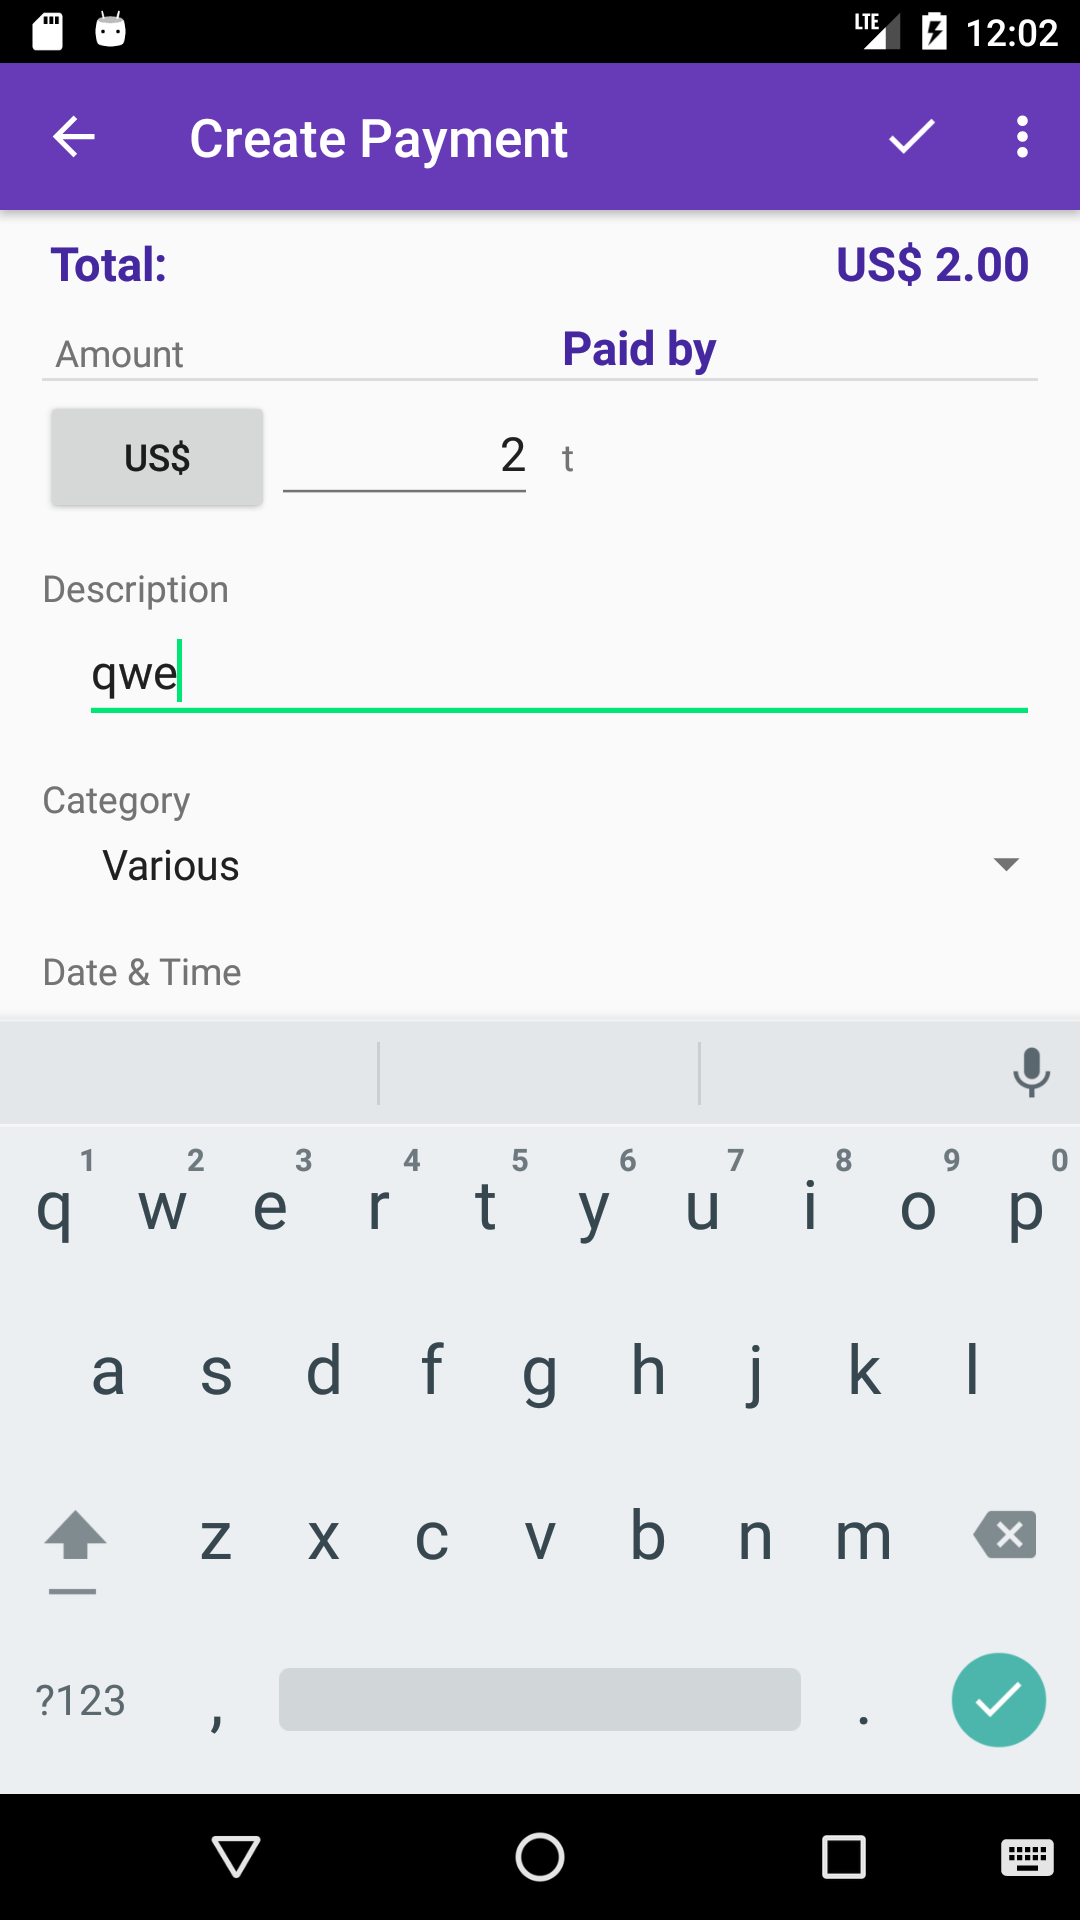 LTE 12:02
Create Payment
Total: US$ 2.00
Amount Paid by
US$ 2 t
Description
qwe
Category
Various
Date & Time
1 2 3 4 5 6 7 8 9 0
q w e r t y u i o p
a s d f g h j k l
z x c v b n m
?123 , .